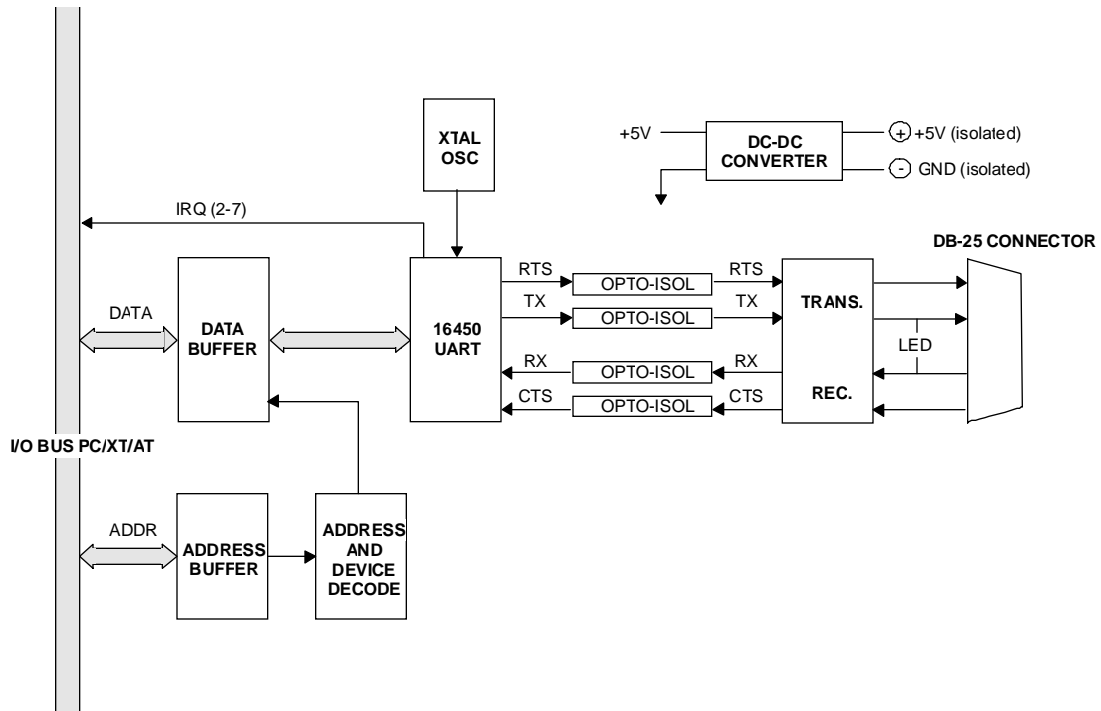 XTAL
OSC
+5V
DC-DC
CONVERTER
+ +5V (isolated)
- GND (isolated)
IRQ (2-7)
DB-25 CONNECTOR
DATA
DATA
BUFFER
16450
UART
RTS
OPTO-ISOL
RTS
TX
OPTO-ISOL
TX
RX
OPTO-ISOL
RX
CTS
OPTO-ISOL
CTS
TRANS.
REC.
LED
I/O BUS PC/XT/AT
ADDR
ADDRESS
BUFFER
ADDRESS
AND
DEVICE
DECODE